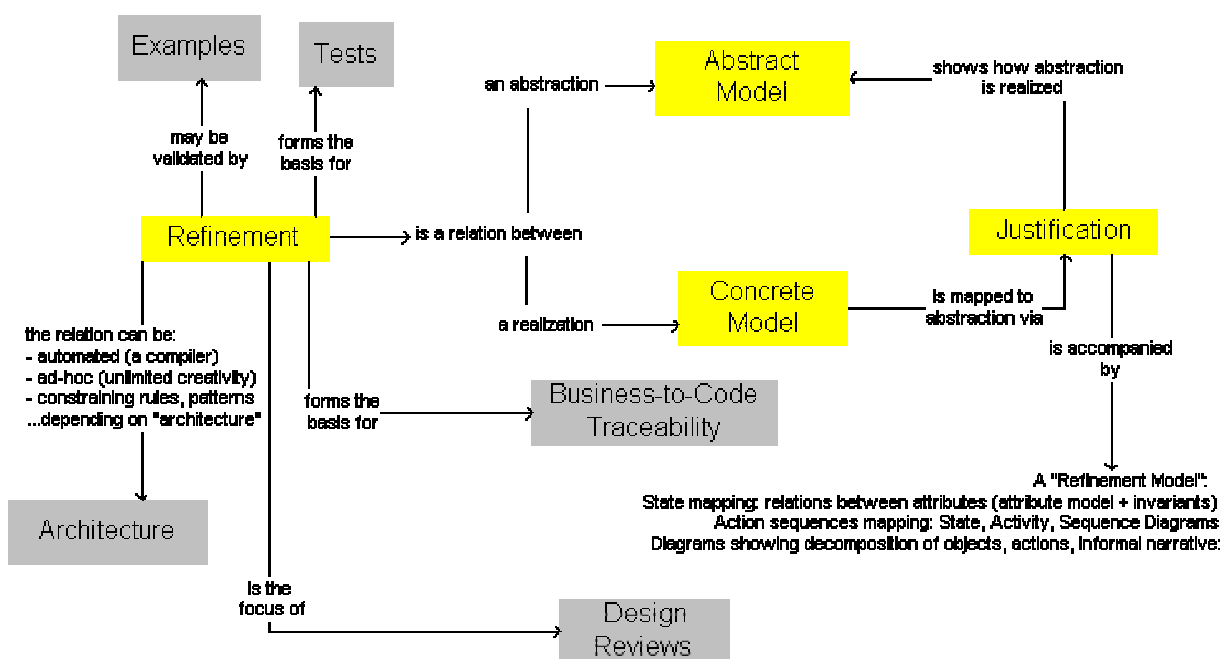 Examples
Tests
Abstract
Model
an abstraction
shows how abstraction
is realized
may be
validated by
forms the
basis for
Refinement
is a relation between
Justification
Concrete
Model
a realization
is mapped to
abstraction via
the relation can be:
- automated (a compiler)
- ad-hoc (unlimited creativity)
- constraining rules, patterns
...depending on "architecture"
is accompanied
by
forms the
basis for
Business-to-Code
Traceability
A "Refinement Model":
State mapping: relations between attributes (attribute model + invariants)
Action sequences mapping: State, Activity, Sequence Diagrams
Diagrams showing decomposition of objects, actions, informal narrative:
Architecture
is the
focus of
Design
Reviews